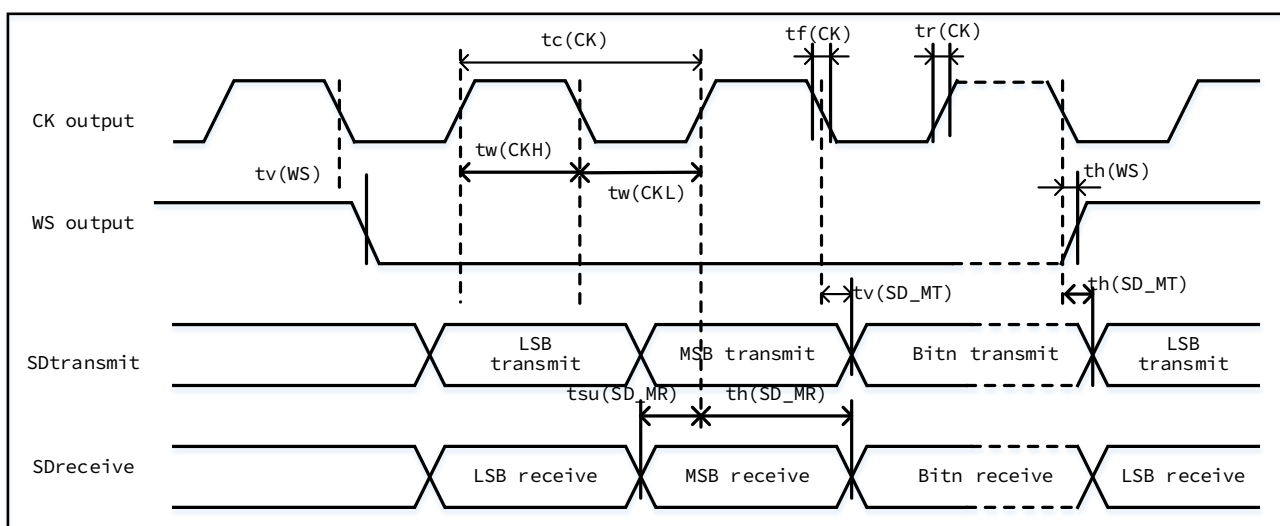 tc(CK)
tf(CK)
tr(CK)
CK output
tw(CKH)
tv(WS)
tw(CKL)
th(WS)
WS output
tv(SD_MT)
th(SD_MT)
SDtransmit
LSB
transmit
MSB transmit
Bitn transmit
LSB
transmit
tsu(SD_MR)
th(SD_MR)
SDreceive
LSB receive
MSB receive
Bitn receive
LSB receive